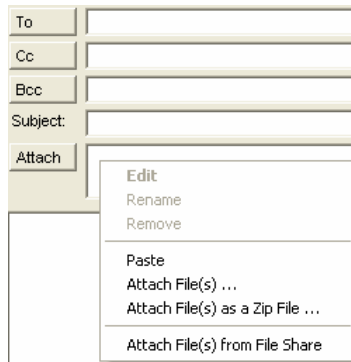 To
Cc
Bcc
Subject:
Attach
Edit
Rename
Remove
Paste
Attach File(s) ...
Attach File(s) as a Zip File ...
Attach File(s) from File Share